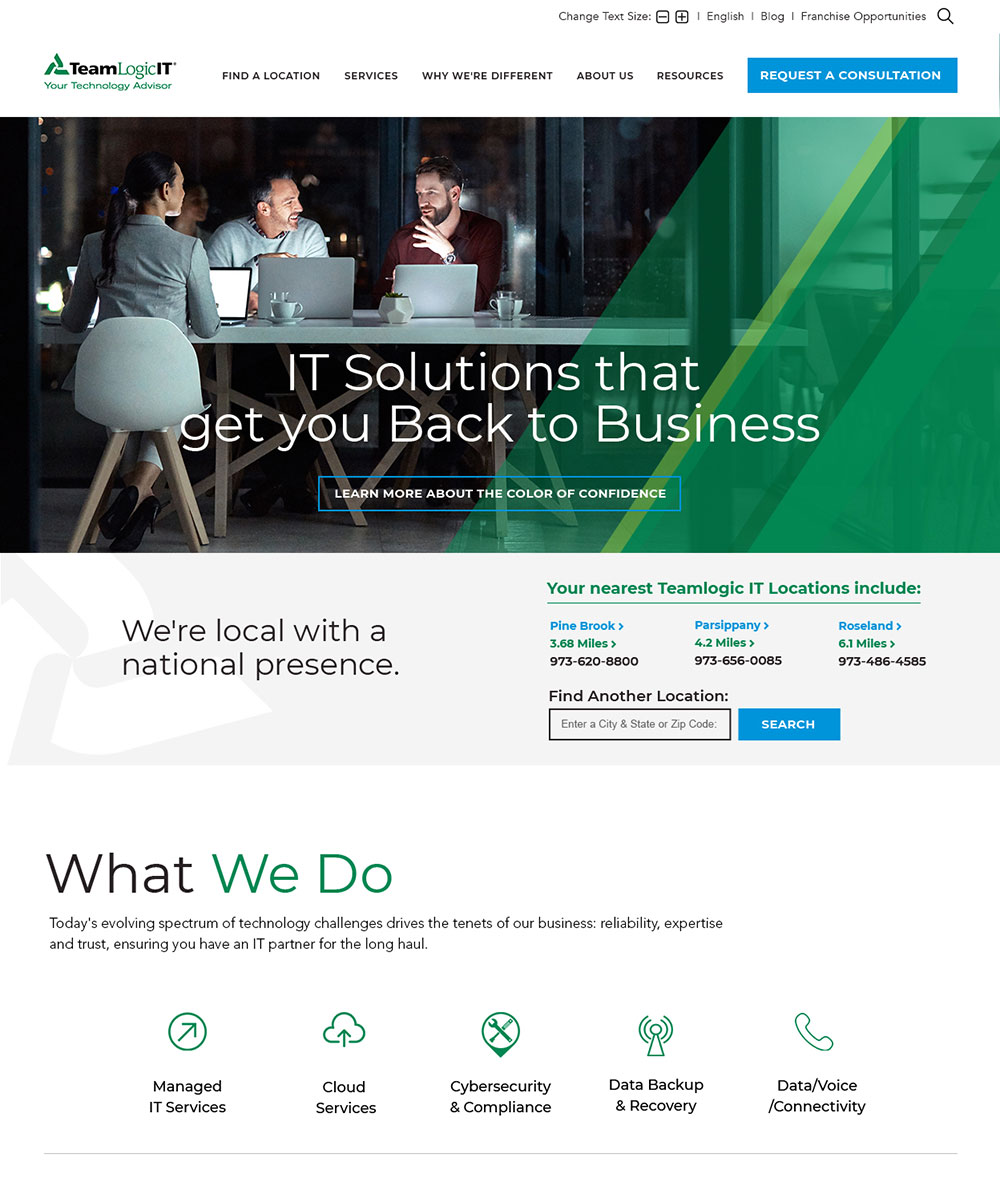 Change Text Size: | English | Blog | Franchise Opportunities
TeamLogicIT®
Your Technology Advisor
FIND A LOCATION SERVICES WHY WE'RE DIFFERENT ABOUT US RESOURCES REQUEST A CONSULTATION
IT Solutions that
get you Back to Business
LEARN MORE ABOUT THE COLOR OF CONFIDENCE
We're local with a
national presence.
Your nearest Teamlogic IT Locations include:
Pine Brook >
3.68 Miles >
973-620-8800
Parsippany >
4.2 Miles >
973-656-0085
Roseland >
6.1 Miles >
973-486-4585
Find Another Location:
Enter a City & State or Zip Code:
SEARCH
What We Do
Today's evolving spectrum of technology challenges drives the tenets of our business: reliability, expertise
and trust, ensuring you have an IT partner for the long haul.
Managed
IT Services
Cloud
Services
Cybersecurity
& Compliance
Data Backup
& Recovery
Data/Voice
/Connectivity